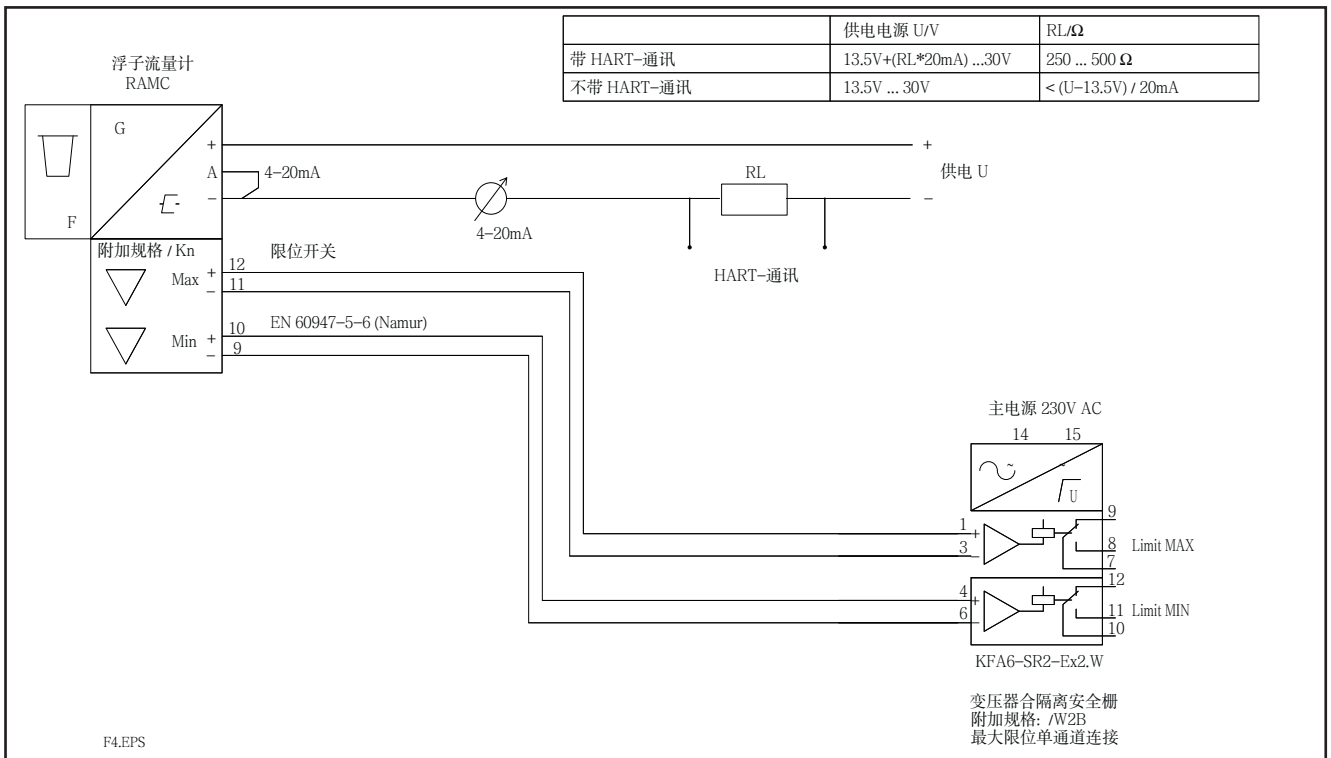 供电电源 U/V RL/Ω
带 HART-通讯 13.5V+(RL*20mA) ...30V 250 ... 500 Ω
不带 HART-通讯 13.5V ... 30V < (U-13.5V) / 20mA
浮子流量计
RAMC
G
F
+
A
-
4-20mA
4-20mA
RL
HART-通讯
+
供电 U
-
附加规格 / Kn
限位开关
Max + 12
- 11
EN 60947-5-6 (Namur)
Min + 10
- 9
主电源 230V AC
14 15
~ ~
U
1 +
3 -
9
8 Limit MAX
7
4 +
6 -
12
11 Limit MIN
10
KFA6-SR2-Ex2.W
变压器合隔离安全栅
附加规格: /W2B
最大限位单通道连接
F4.EPS